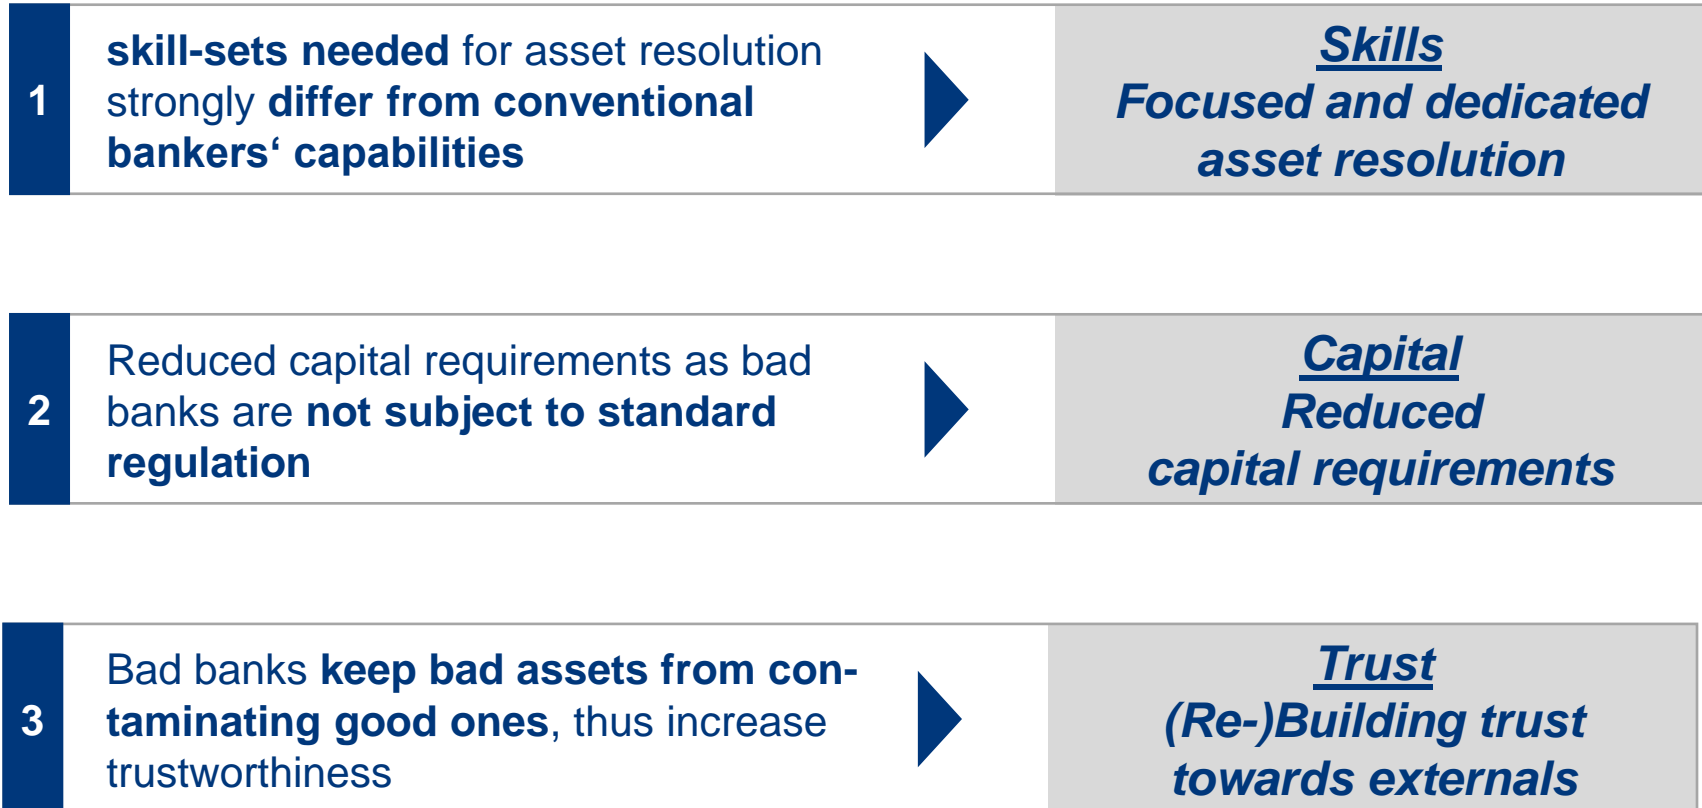 1
skill-sets needed for asset resolution
strongly differ from conventional
bankers‘ capabilities
Skills
Focused and dedicated
asset resolution
2
Reduced capital requirements as bad
banks are not subject to standard
regulation
Capital
Reduced
capital requirements
3
Bad banks keep bad assets from con-
taminating good ones, thus increase
trustworthiness
Trust
(Re-)Building trust
towards externals